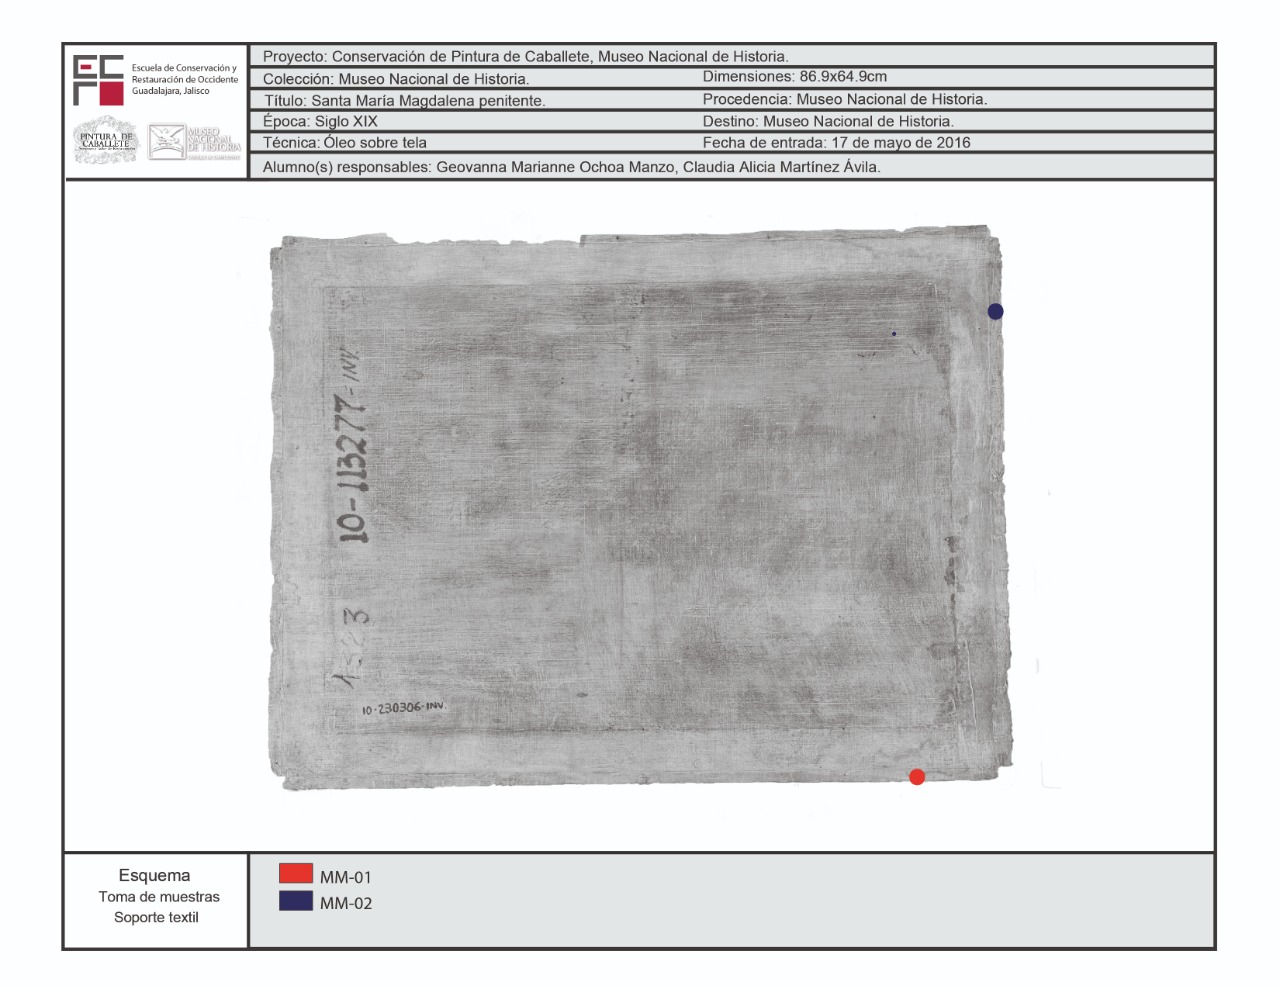 Escuela de Conservación y
Restauración de Occidente
Guadalajara, Jalisco
PINTURA DE
CABALLETE
MUSEO
NACIONAL
DE HISTORIA
Proyecto: Conservación de Pintura de Caballete, Museo Nacional de Historia.
Colección: Museo Nacional de Historia.
Dimensiones: 86.9x64.9cm
Título: Santa María Magdalena penitente.
Procedencia: Museo Nacional de Historia.
Época: Siglo XIX
Destino: Museo Nacional de Historia.
Técnica: Óleo sobre tela
Fecha de entrada: 17 de mayo de 2016
Alumno(s) responsables: Geovanna Marianne Ochoa Manzo, Claudia Alicia Martínez Ávila.
10-113277-INV.
10-230306-INV.
Esquema
Toma de muestras
Soporte textil
MM-01
MM-02